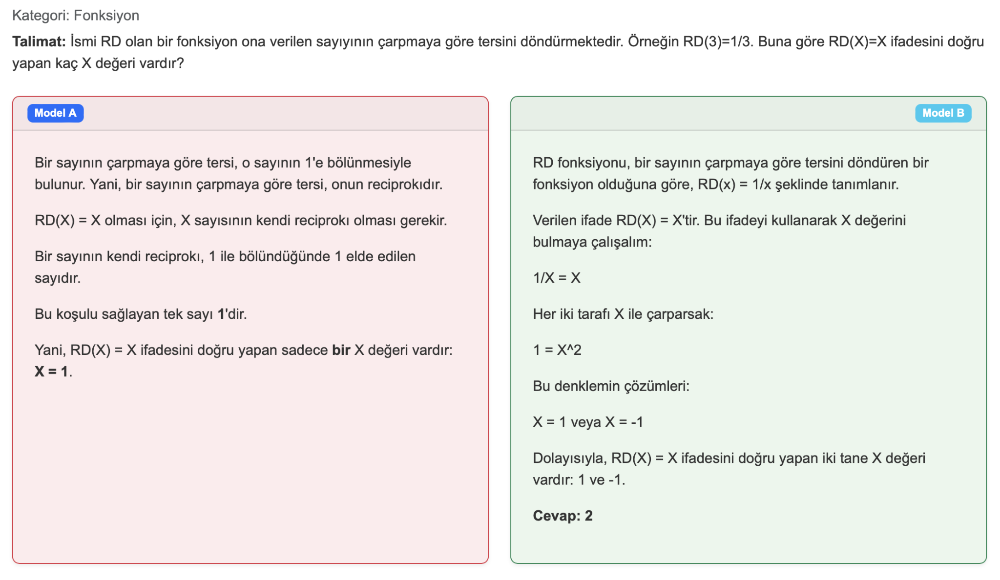 Kategori: Fonksiyon
Talimat: İsmi RD olan bir fonksiyon ona verilen sayıyının çarpmaya göre tersini döndürmektedir. Örneğin RD(3)=1/3. Buna göre RD(X)=X ifadesini doğru
yapan kaç X değeri vardır?
Model A
Bir sayının çarpmaya göre tersi, o sayının 1'e bölünmesiyle
bulunur. Yani, bir sayının çarpmaya göre tersi, onun reciprokıdır.
RD(X) = X olması için, X sayısının kendi reciprokı olması gerekir.
Bir sayının kendi reciprokı, 1 ile bölündüğünde 1 elde edilen
sayıdır.
Bu koşulu sağlayan tek sayı 1'dir.
Yani, RD(X) = X ifadesini doğru yapan sadece bir X değeri vardır:
X = 1.
Model B
RD fonksiyonu, bir sayının çarpmaya göre tersini döndüren bir
fonksiyon olduğuna göre, RD(x) = 1/x şeklinde tanımlanır.
Verilen ifade RD(X) = X'tir. Bu ifadeyi kullanarak X değerini
bulmaya çalışalım:
1/X = X
Her iki tarafı X ile çarparsak:
1 = X^2
Bu denklemin çözümleri:
X = 1 veya X = -1
Dolayısıyla, RD(X) = X ifadesini doğru yapan iki tane X değeri
vardır: 1 ve -1.
Cevap: 2